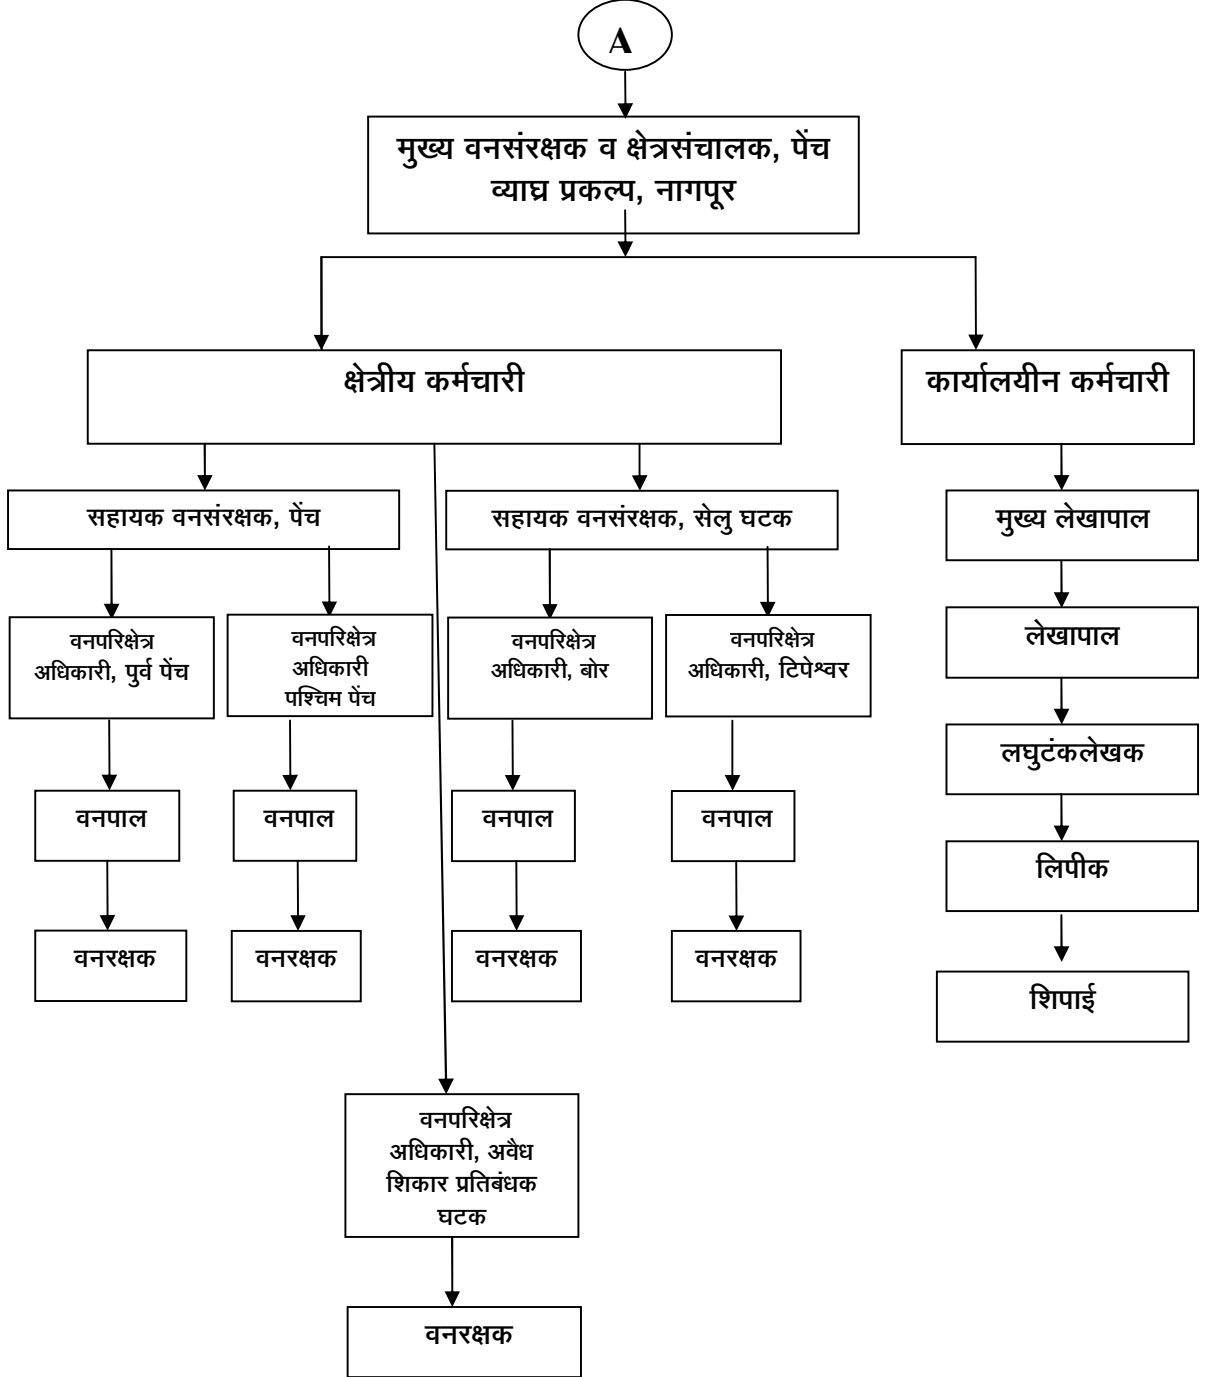 A
मुख्य वनसंरक्षक व क्षेत्रसंचालक, पेंच
व्याघ्र प्रकल्प, नागपूर
क्षेत्रीय कर्मचारी
कार्यालयीन कर्मचारी
सहायक वनसंरक्षक, पेंच
सहायक वनसंरक्षक, सेलु घटक
मुख्य लेखापाल
वनपरिक्षेत्र
अधिकारी, पुर्व पेंच
वनपरिक्षेत्र
अधिकारी
पश्चिम पेंच
वनपरिक्षेत्र
अधिकारी, बोर
वनपरिक्षेत्र
अधिकारी, टिपेश्वर
लेखापाल
लघुटंकलेखक
वनपाल
वनपाल
वनपाल
वनपाल
लिपीक
वनरक्षक
वनरक्षक
वनरक्षक
वनरक्षक
शिपाई
वनपरिक्षेत्र
अधिकारी, अवैध
शिकार प्रतिबंधक
घटक
वनरक्षक